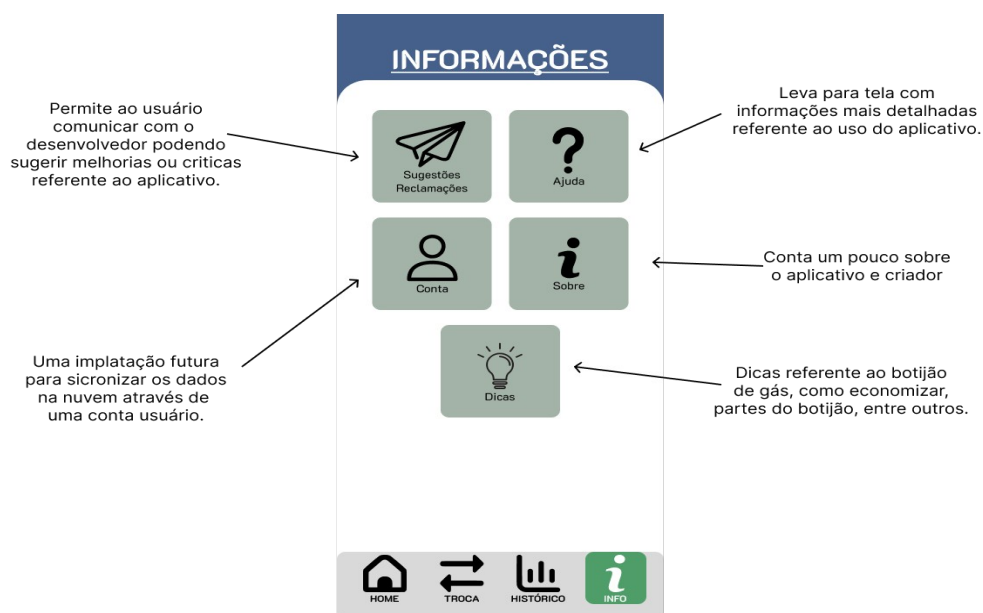 INFORMAÇÕES
Permite ao usuário
comunicar com o
desenvolvedor podendo
sugerir melhorias ou criticas
referente ao aplicativo.
Sugestões
Reclamações
Ajuda
Leva para tela com
informações mais detalhadas
referente ao uso do aplicativo.
Conta
Sobre
Conta um pouco sobre
o aplicativo e criador
Uma implatação futura
para sicronizar os dados
na nuvem através de
uma conta usuário.
Dicas
Dicas referente ao botijão
de gás, como economizar,
partes do botijão, entre outros.
HOME
TROCA
HISTÓRICO
INFO